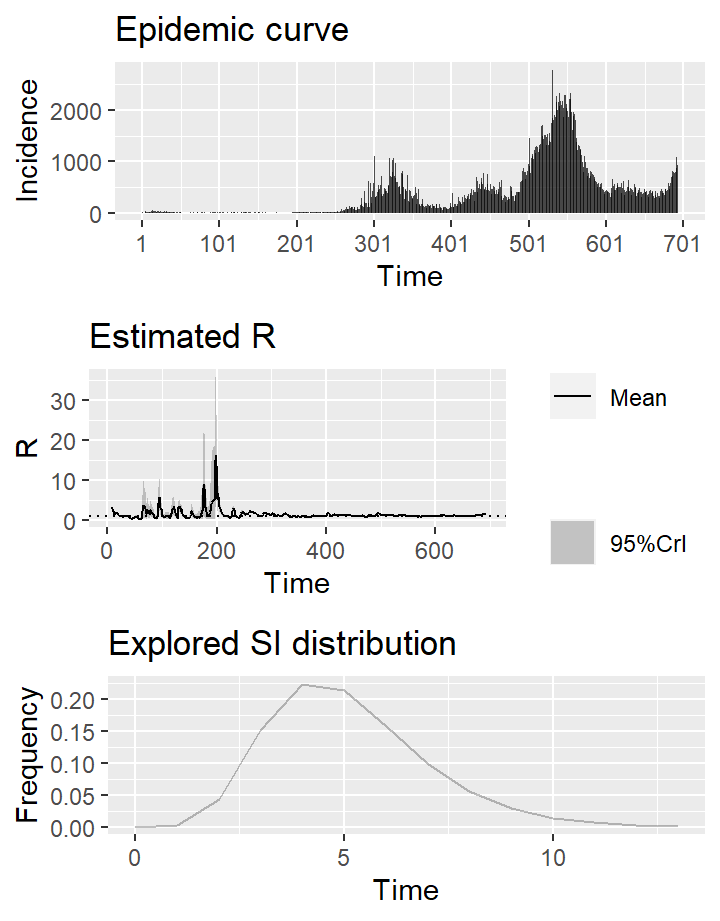 Epidemic curve
Incidence
2000
1000
0
1 101 201 301 401 501 601 701
Time
Estimated R
R
30
20
10
0
0 200 400 600
Time
Mean
95%CrI
Explored SI distribution
Frequency
0.20
0.15
0.10
0.05
0.00
0 5 10
Time